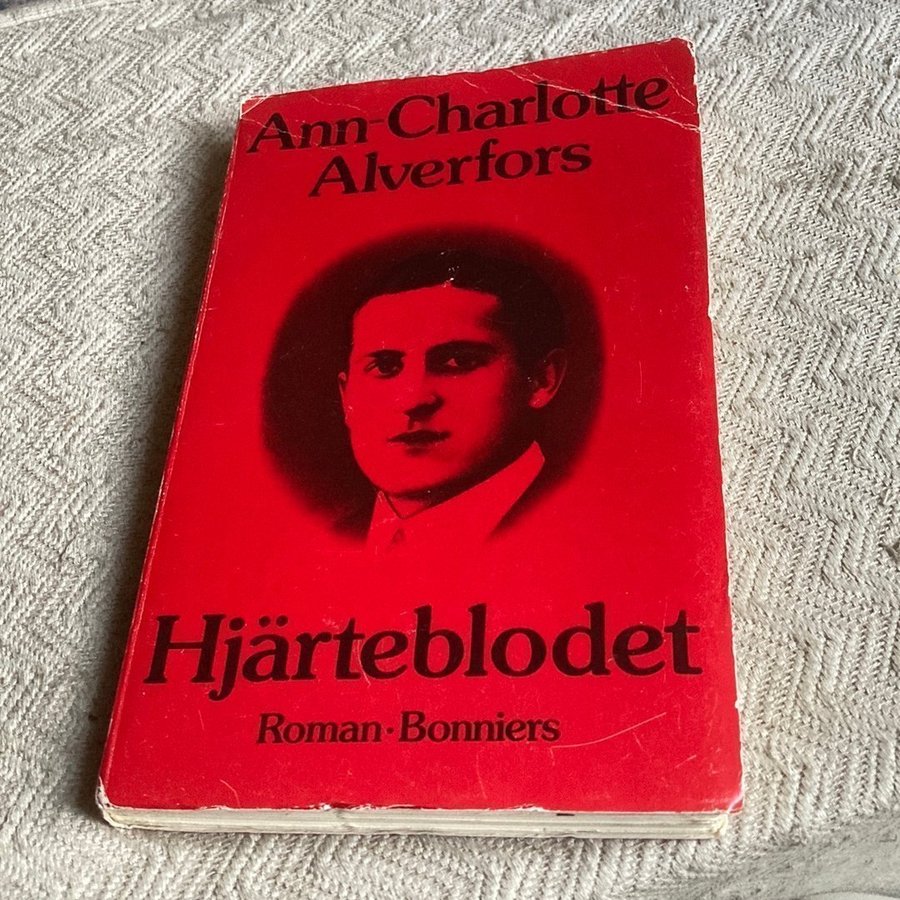 Ann-Charlotte
Alverfors
Hjärteblodet
Roman · Bonniers